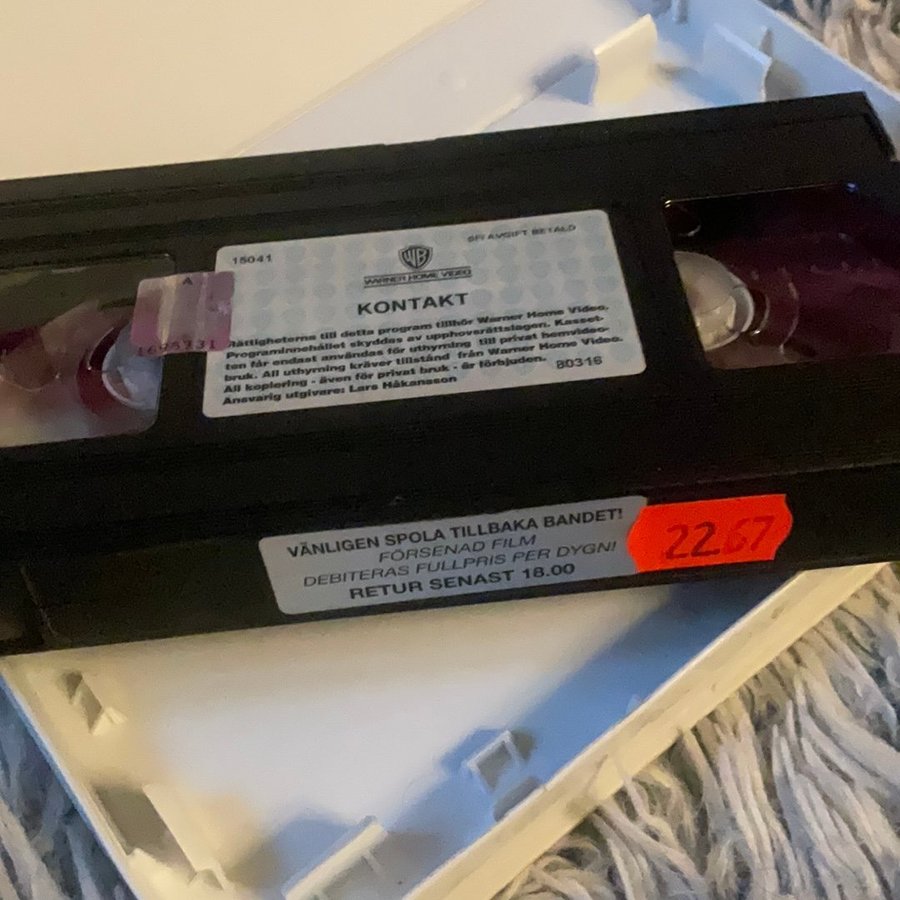 15041
SFI AVGIFT BETALD
WB
WARNER HOME VIDEO
KONTAKT
A
1695331
Rättigheterna till detta program tillhör Warner Home Video.
Programinnehållet skyddas av upphovsrättslagen. Kasset-
ten får endast användas för uthyrning till privat hemvideo-
bruk. All uthyrning kräver tillstånd från Warner Home Video.
All kopiering - även för privat bruk - är förbjuden.
80316
Ansvarig utgivare: Lars Håkansson
VÄNLIGEN SPOLA TILLBAKA BANDET!
FÖRSENAD FILM
DEBITERAS FULLPRIS PER DYGN!
RETUR SENAST 18.00
2267